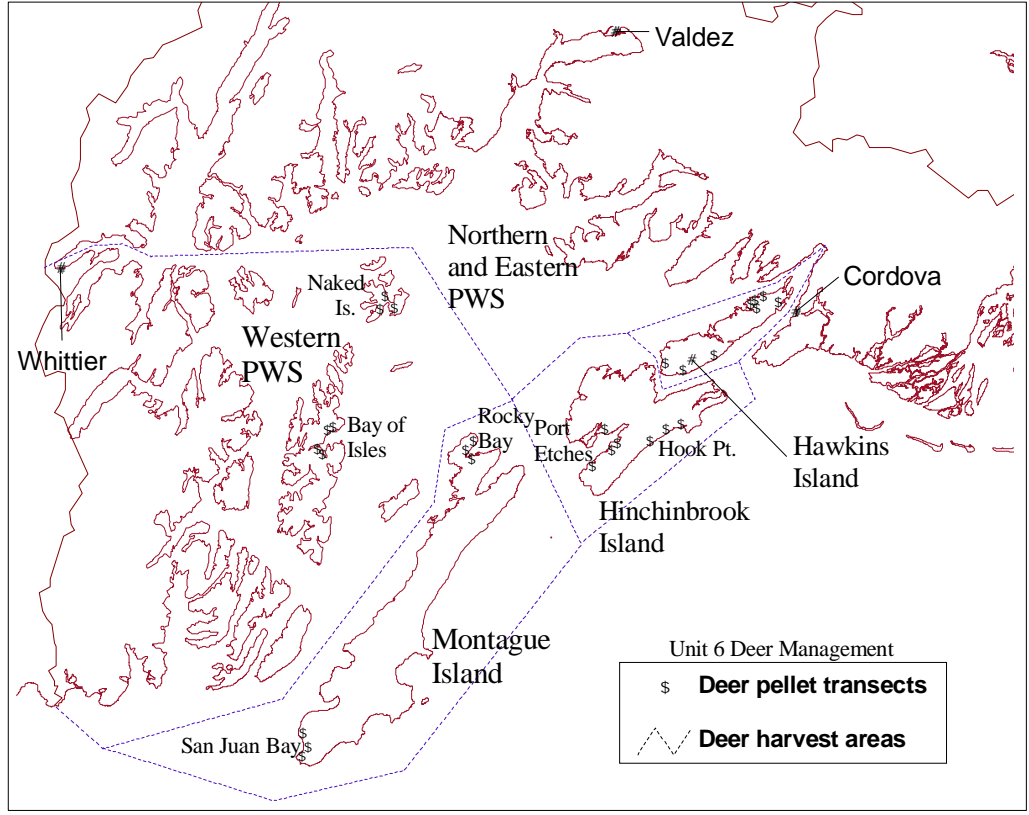 Valdez
Northern
and Eastern
PWS
Cordova
Naked
Is.
Western
PWS
Whittier
Bay of
Isles
Rocky
Bay
Port
Etches
Hook Pt.
Hawkins
Island
Hinchinbrook
Island
Montague
Island
San Juan Bay
Unit 6 Deer Management
$ Deer pellet transects
Deer harvest areas